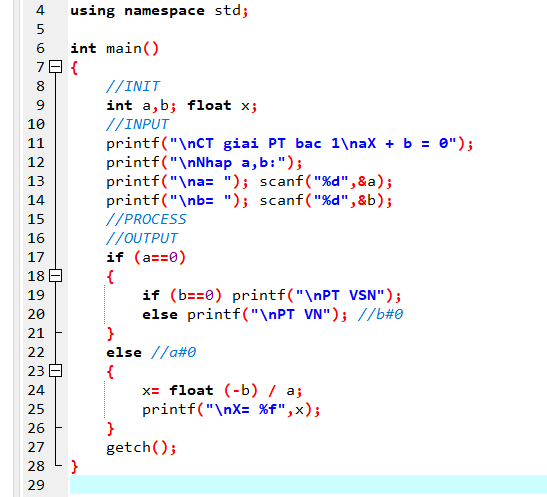 4 using namespace std;
5
6 int main()
7 {
8 //INIT
9 int a,b; float x;
10 //INPUT
11 printf("\nCT giai PT bac 1\naX + b = 0");
12 printf("\nNhap a,b:");
13 printf("\na= "); scanf("%d",&a);
14 printf("\nb= "); scanf("%d",&b);
15 //PROCESS
16 //OUTPUT
17 if (a==0)
18 {
19 if (b==0) printf("\nPT VSN");
20 else printf("\nPT VN"); //b#0
21 }
22 else //a#0
23 {
24 x= float (-b) / a;
25 printf("\nX= %f",x);
26 }
27 getch();
28 }
29